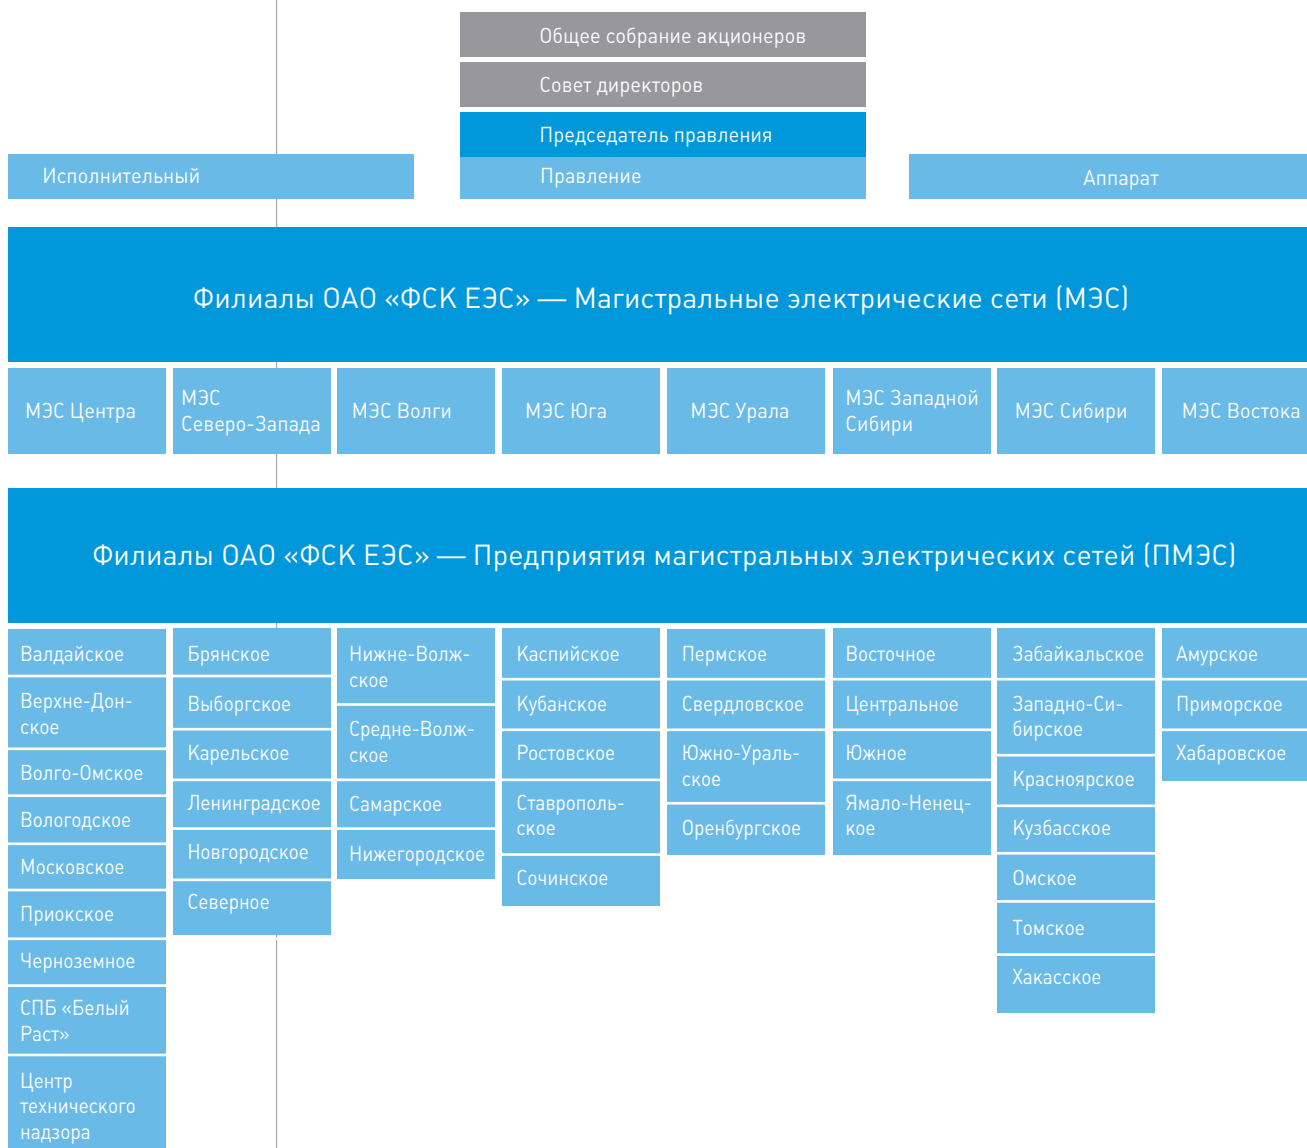 Общее собрание акционеров
Совет директоров
Председатель правления
Исполнительный
Правление
Аппарат
Филиалы ОАО «ФСК ЕЭС» — Магистральные электрические сети (МЭС)
МЭС Центра
МЭС
Северо-Запада
МЭС Волги
МЭС Юга
МЭС Урала
МЭС Западной
Сибири
МЭС Сибири
МЭС Востока
Филиалы ОАО «ФСК ЕЭС» — Предприятия магистральных электрических сетей (ПМЭС)
Валдайское
Верхне-Дон-
ское
Волго-Омское
Вологодское
Московское
Приокское
Черноземное
СПБ «Белый
Раст»
Центр
технического
надзора
Брянское
Выборгское
Карельское
Ленинградское
Новгородское
Северное
Нижне-Волж-
ское
Средне-Волж-
ское
Самарское
Нижегородское
Каспийское
Кубанское
Ростовское
Ставрополь-
ское
Сочинское
Пермское
Свердловское
Южно-Ураль-
ское
Оренбургское
Восточное
Центральное
Южное
Ямало-Ненец-
кое
Забайкальское
Западно-Си-
бирское
Красноярское
Кузбасское
Омское
Томское
Хакасское
Амурское
Приморское
Хабаровское